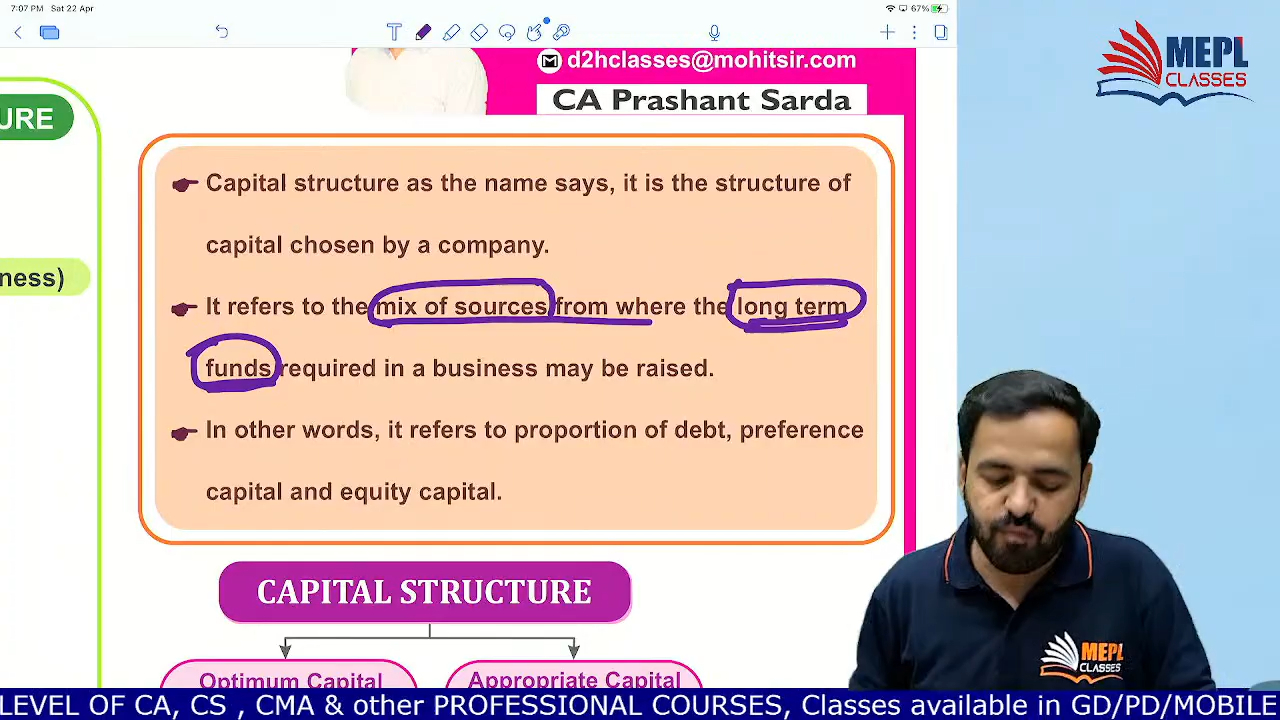 7:07 PM Sat 22 Apr
67%
MEPL
CLASSES
d2hclasses@mohitsir.com
CA Prashant Sarda
URE
ness)
Capital structure as the name says, it is the structure of
capital chosen by a company.
It refers to the mix of sources from where the long term
funds required in a business may be raised.
In other words, it refers to proportion of debt, preference
capital and equity capital.
CAPITAL STRUCTURE
Optimum Capital
Appropriate Capital
MEPL
CLASSES
LEVEL OF CA, CS , CMA & other PROFESSIONAL COURSES, Classes available in GD/PD/MOBILE